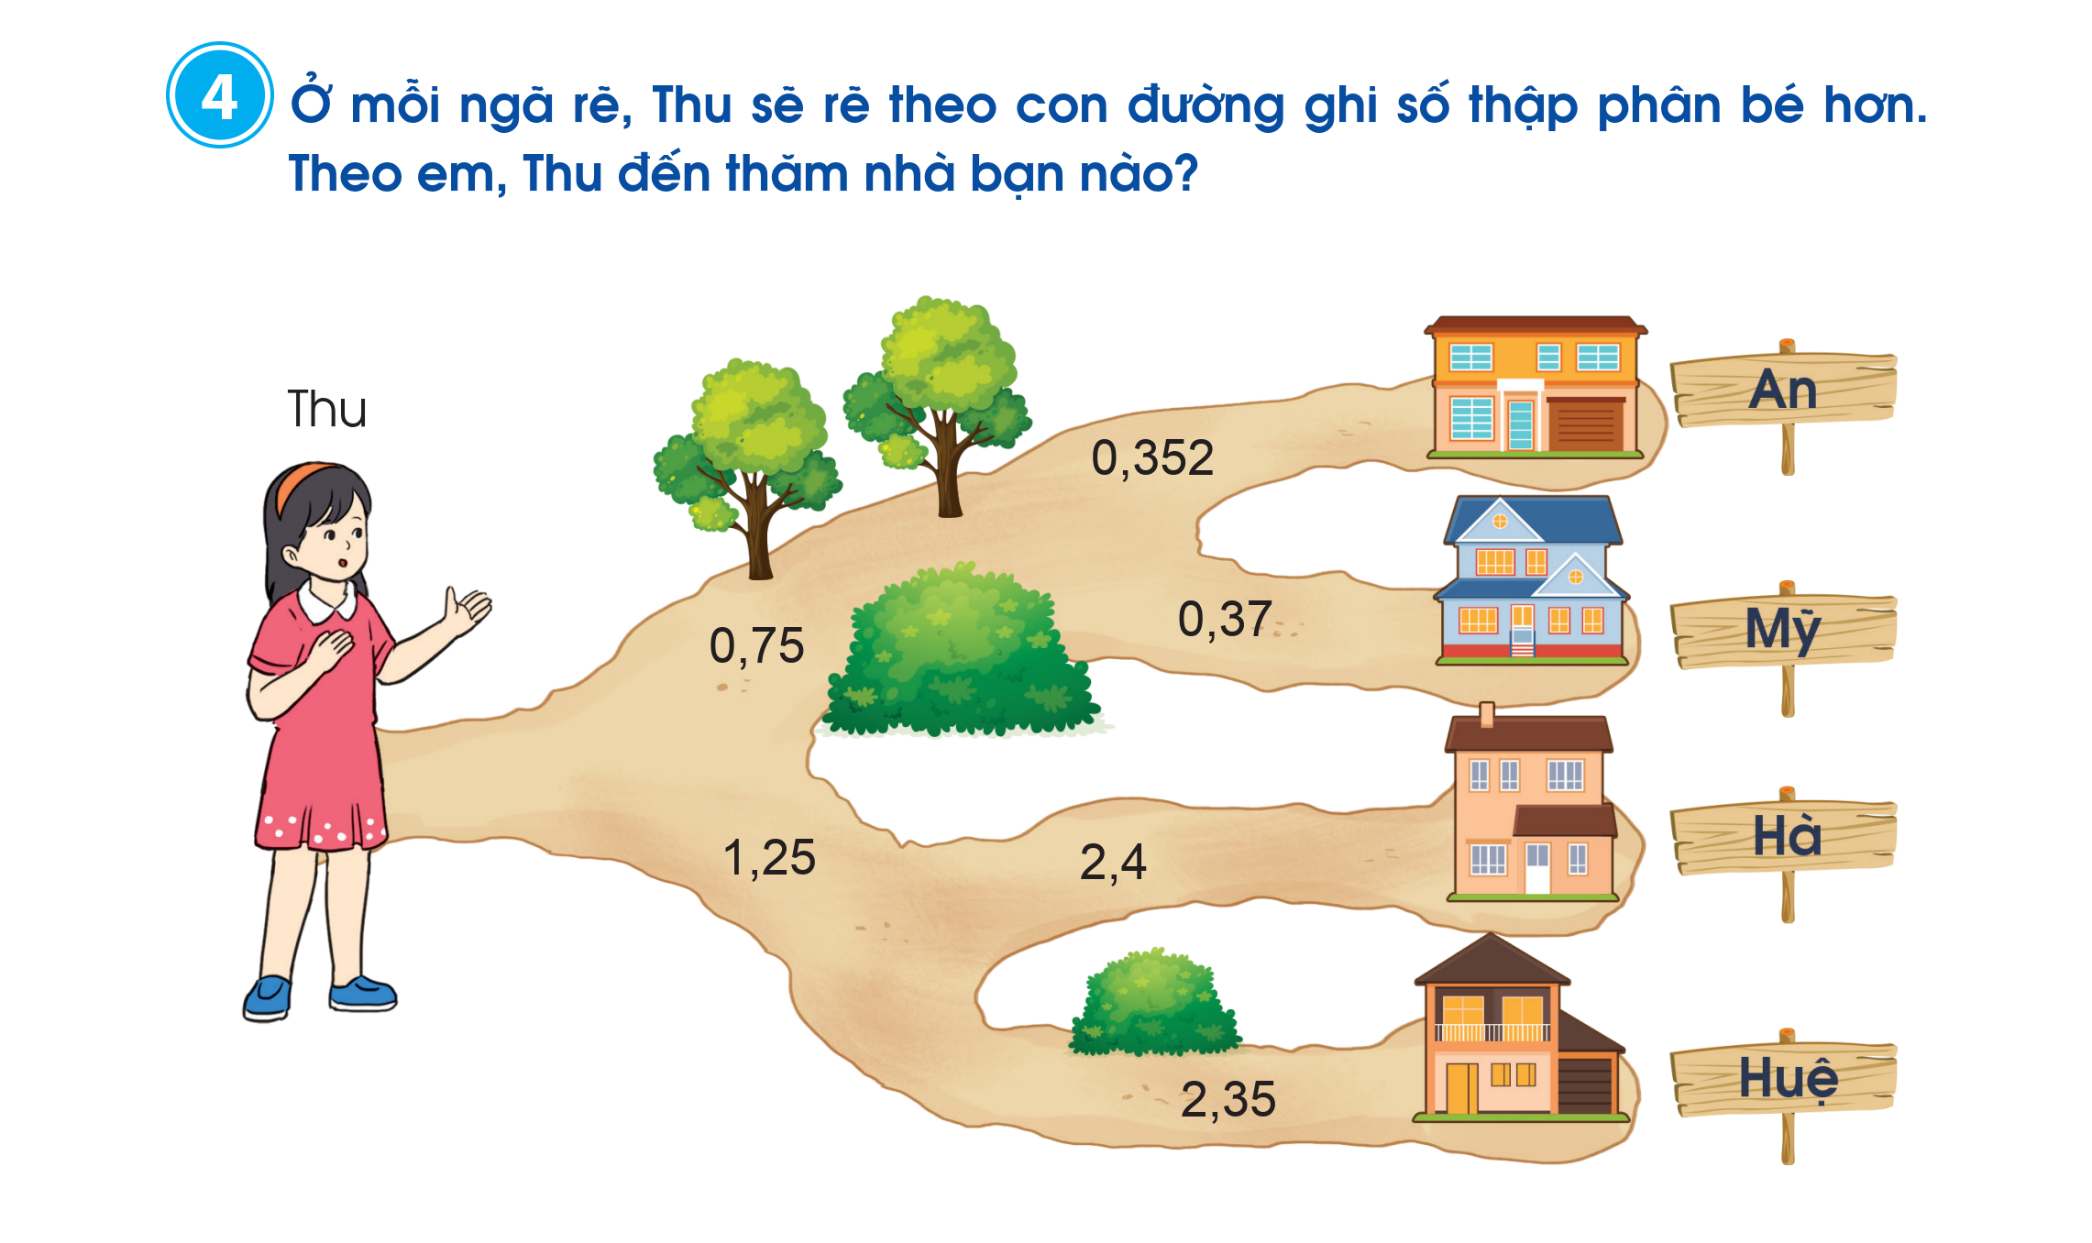 4 Ở mỗi ngã rẽ, Thu sẽ rẽ theo con đường ghi số thập phân bé hơn.
Theo em, Thu đến thăm nhà bạn nào?
Thu
An
0,352
Mỹ
0,37
0,75
Hà
1,25
2,4
Huệ
2,35